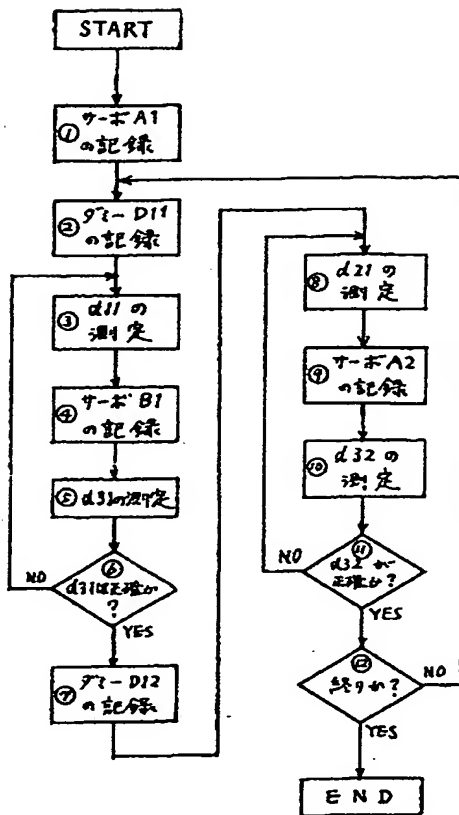 START
① サーボA1
の記録
② ダミーD11
の記録
③ d11の
測定
④ サーボB1
の記録
⑤ d31の測定
⑥
d31は正確か
?
NO
YES
⑦ ダミーD12
の記録
⑧ d21の
測定
⑨ サーボA2
の記録
⑩ d32の
測定
⑪
d32が
正確か?
NO
YES
⑫
終りか?
NO
YES
END